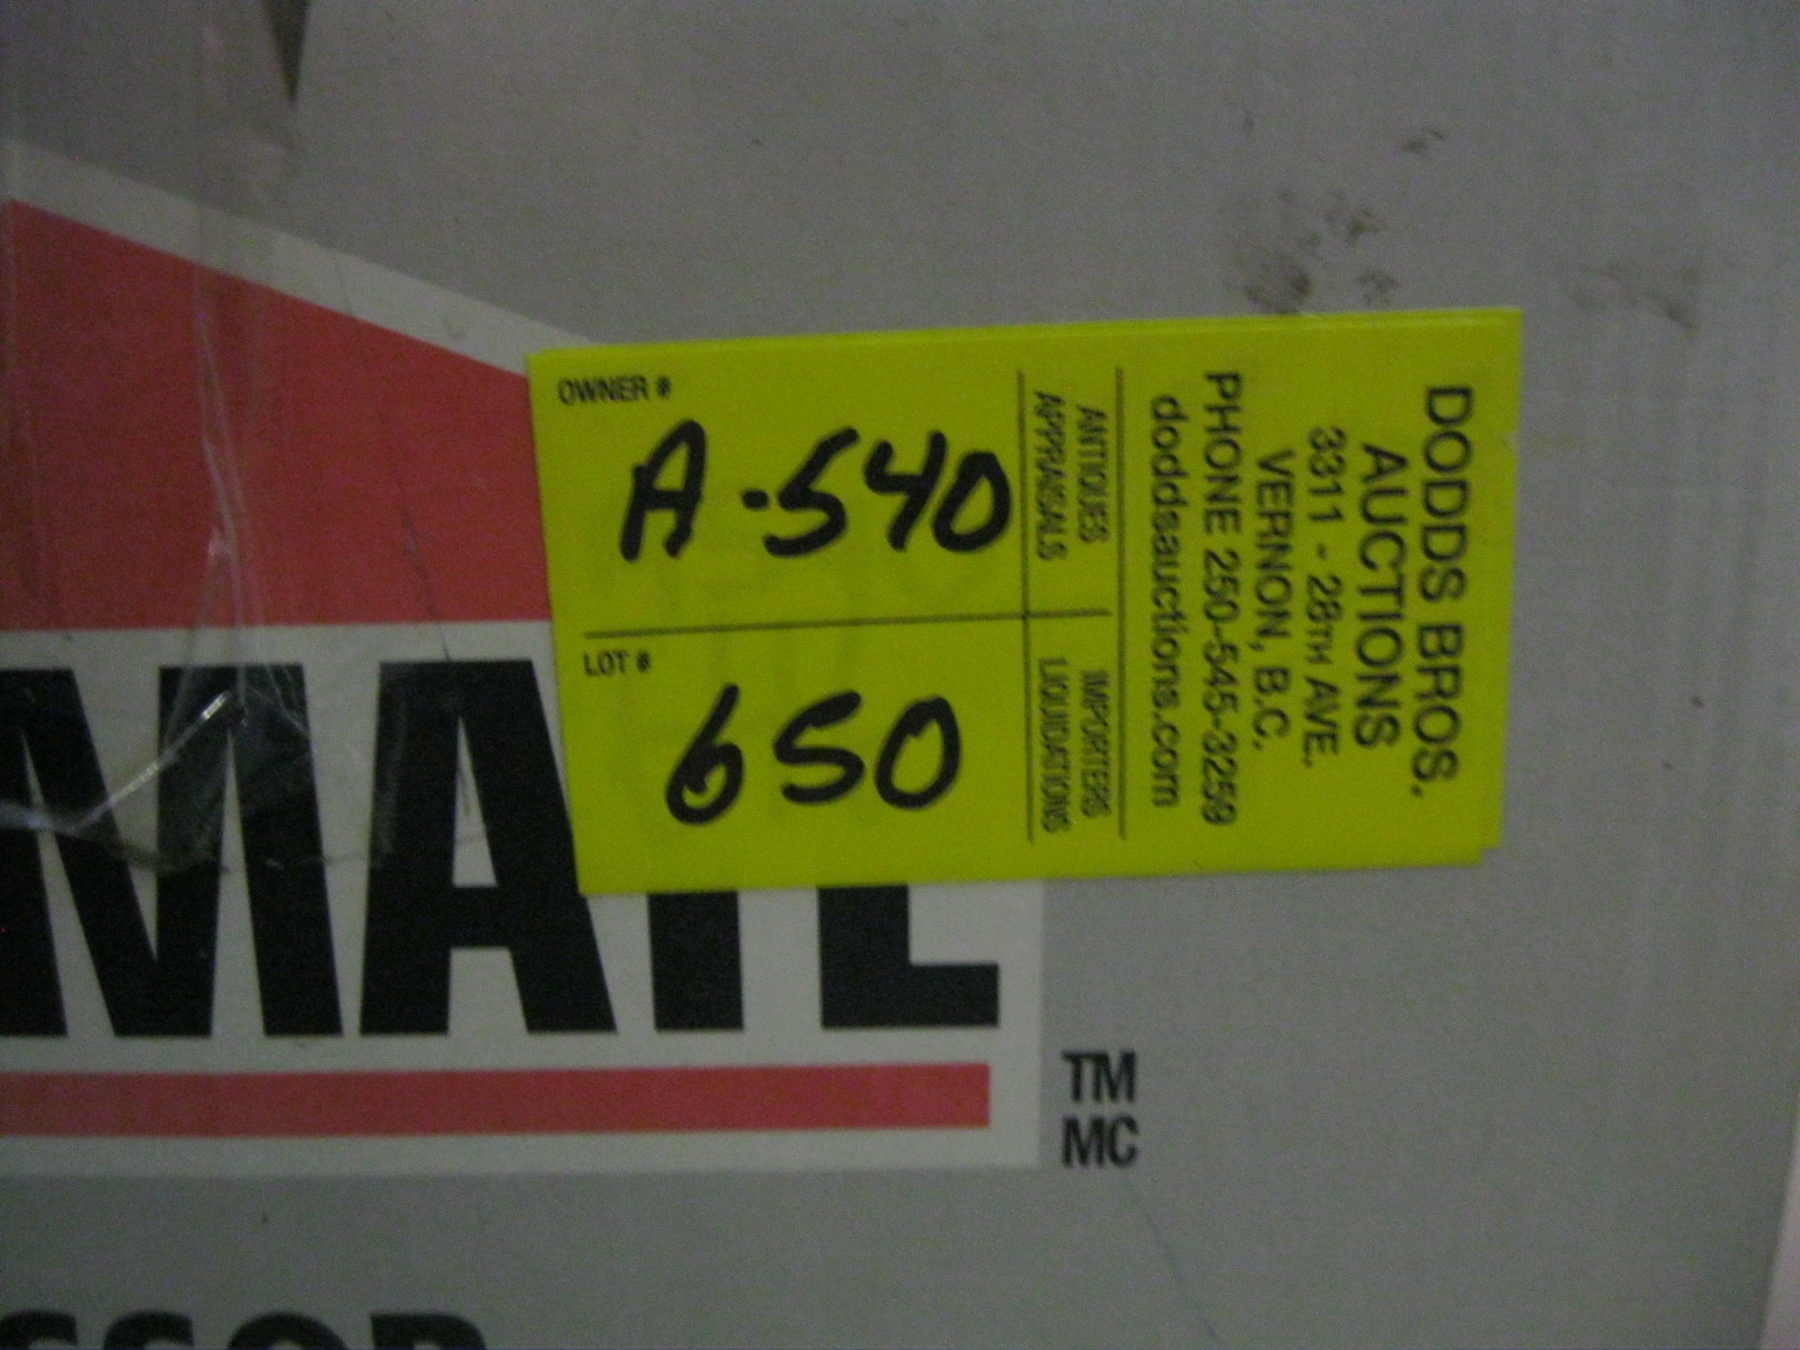 OWNER #
A-540
LOT #
650
ANTIQUES
APPRAISALS
IMPORTERS
LIQUIDATIONS
DODDS BROS.
AUCTIONS
3311 - 28TH AVE.
VERNON, B.C.
PHONE 250-545-3259
doddsauctions.com
MATE
TM
MC
SSOR